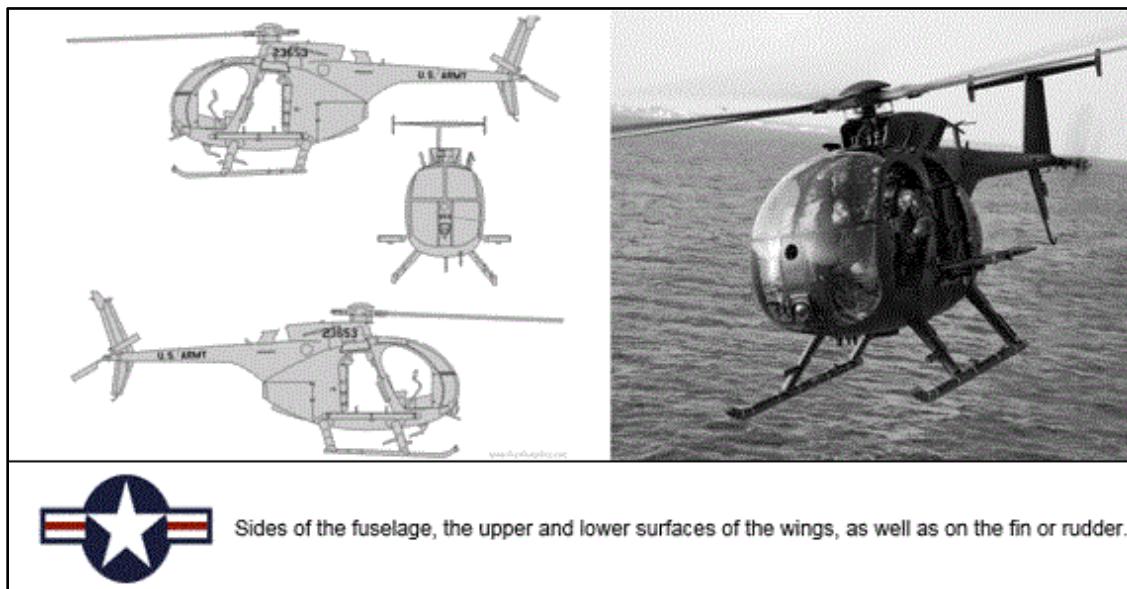 23653
U.S. ARMY
23653
U.S. ARMY
Sides of the fuselage, the upper and lower surfaces of the wings, as well as on the fin or rudder.